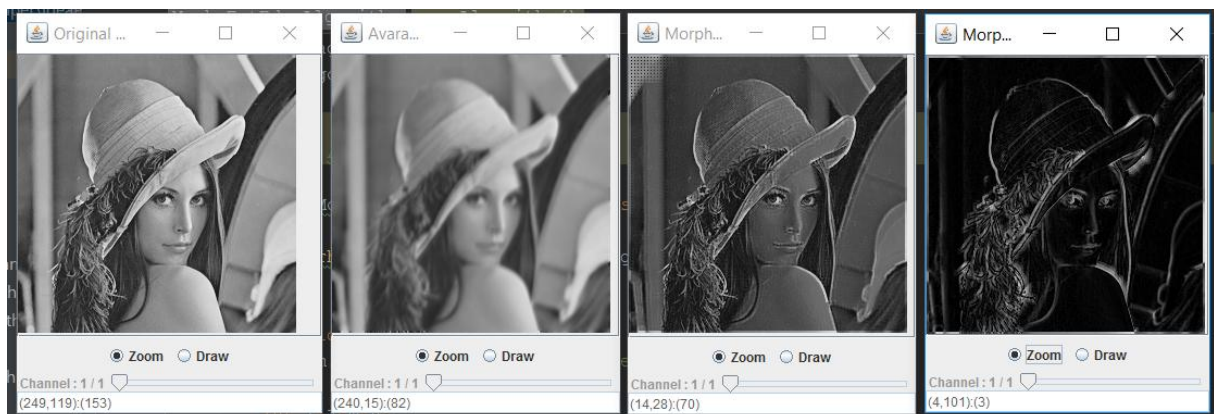 Original ...
Avara...
Morph...
Morp...
Zoom Draw
Zoom Draw
Zoom Draw
Zoom Draw
Channel : 1 / 1
Channel : 1 / 1
Channel : 1 / 1
Channel : 1 / 1
(249,119):(153)
(240,15):(82)
(14,28):(70)
(4,101):(3)